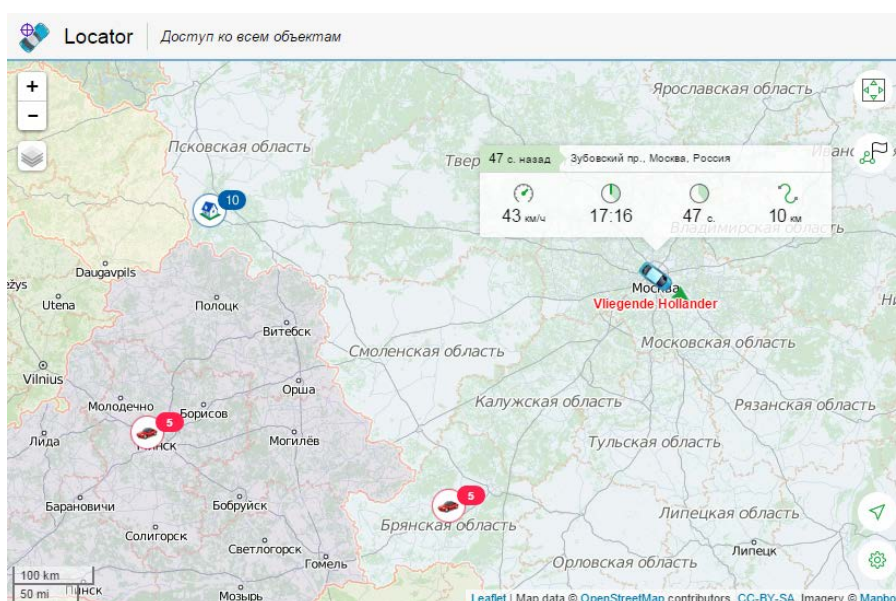 Locator
Доступ ко всем объектам
+
−
Ярославская область
Псковская область
Твер
47 с. назад
Зубовский пр., Москва, Россия
10
43 км/ч
17:16
47 с.
10 км
Владимирская область
Daugavpils
Utena
Полоцк
Москва
Vliegende Hollander
Витебск
Смоленская область
Московская область
Vilnius
Орша
Калужская область
Рязанская область
Молодечно
Борисов
5
Лида
Минск
Могилёв
Тульская область
5
Барановичи
Бобруйск
Брянская область
Липецкая область
Солигорск
Светлогорск
Липецк
Гомель
Орловская область
100 km
50 mi
Пинск
Мозырь
Leaflet | Map data © OpenStreetMap contributors, CC-BY-SA, Imagery © Mapbo